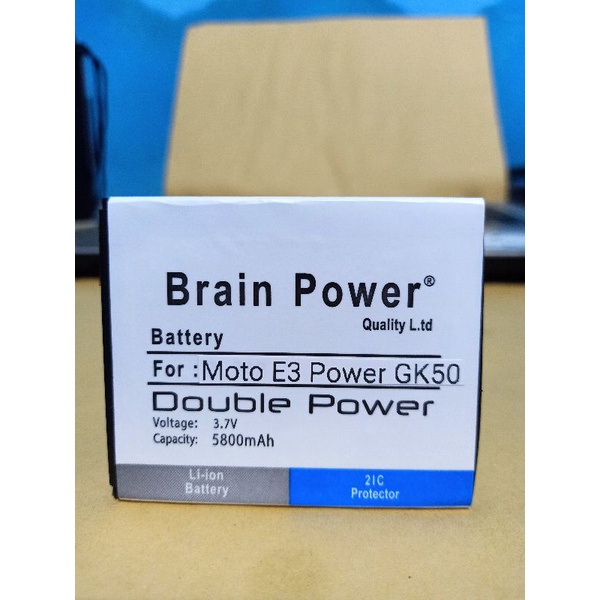 Brain Power®
Quality L.td
Battery
For : Moto E3 Power GK50
Double Power
Voltage: 3.7V
Capacity: 5800mAh
Li-ion
Battery
2IC
Protector